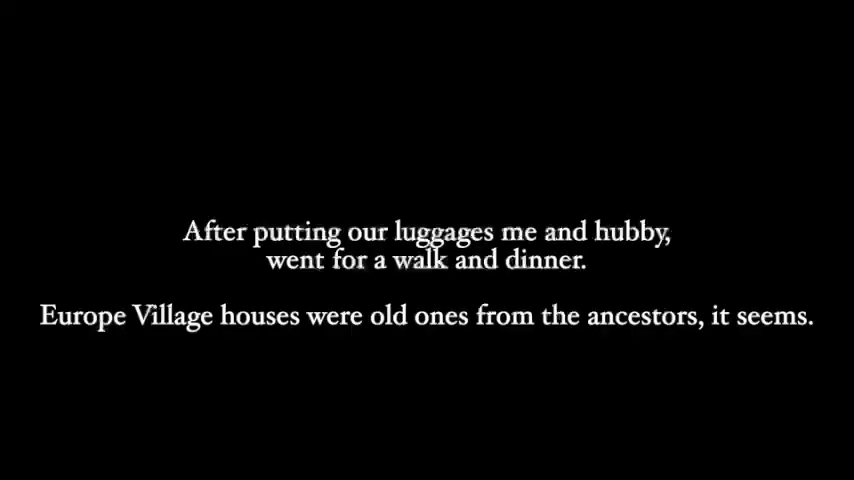 After putting our luggages me and hubby,
went for a walk and dinner.
Europe Village houses were old ones from the ancestors, it seems.